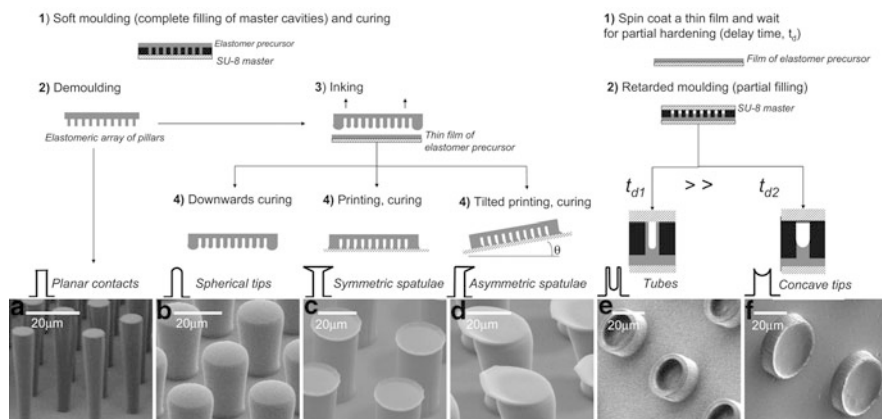 1) Soft moulding (complete filling of master cavities) and curing
Elastomer precursor
SU-8 master
2) Demoulding
Elastomeric array of pillars
3) Inking
Thin film of
elastomer precursor
4) Downwards curing
4) Printing, curing
4) Tilted printing, curing
θ
1) Spin coat a thin film and wait
for partial hardening (delay time, td)
Film of elastomer precursor
2) Retarded moulding (partial filling)
SU-8 master
td1 >> td2
Planar contacts
Spherical tips
Symmetric spatulae
Asymmetric spatulae
Tubes
Concave tips
a 20μm
b 20μm
c 20μm
d 20μm
e 20μm
f 20μm